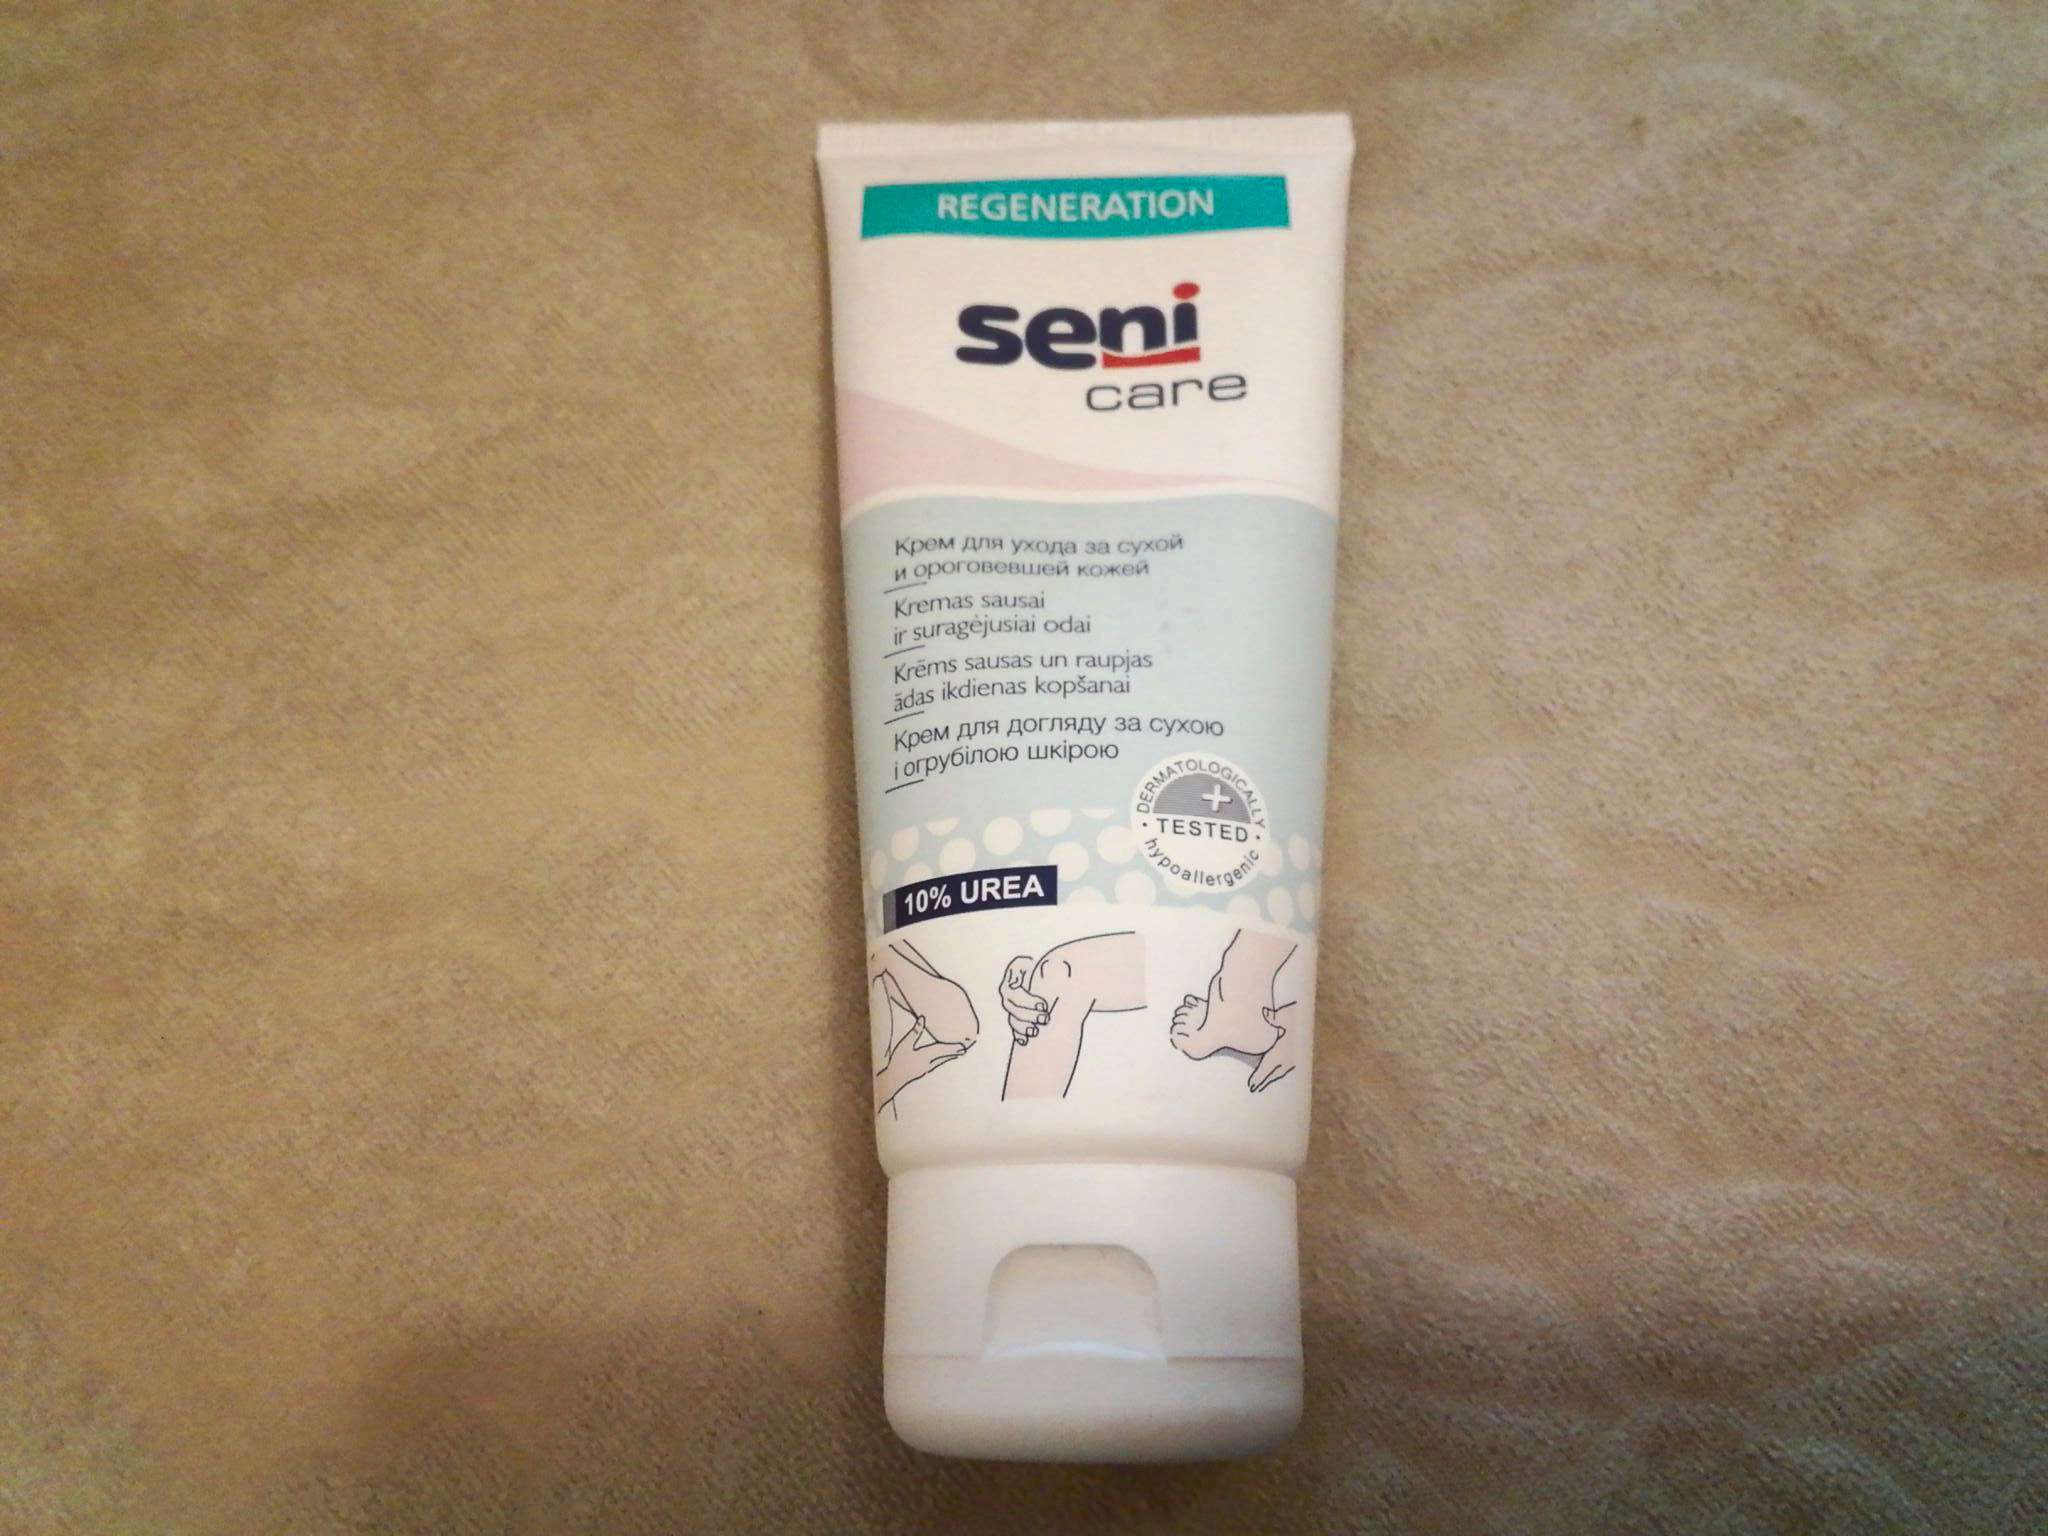 REGENERATION
seni
care
Крем для ухода за сухой
и ороговевшей кожей
Kremas sausai
ir suragėjusiai odai
Krēms sausas un raupjas
ādas ikdienas kopšanai
Крем для догляду за сухою
і огрубілою шкірою
DERMATOLOGICALLY
• TESTED •
hypoallergenic
10% UREA